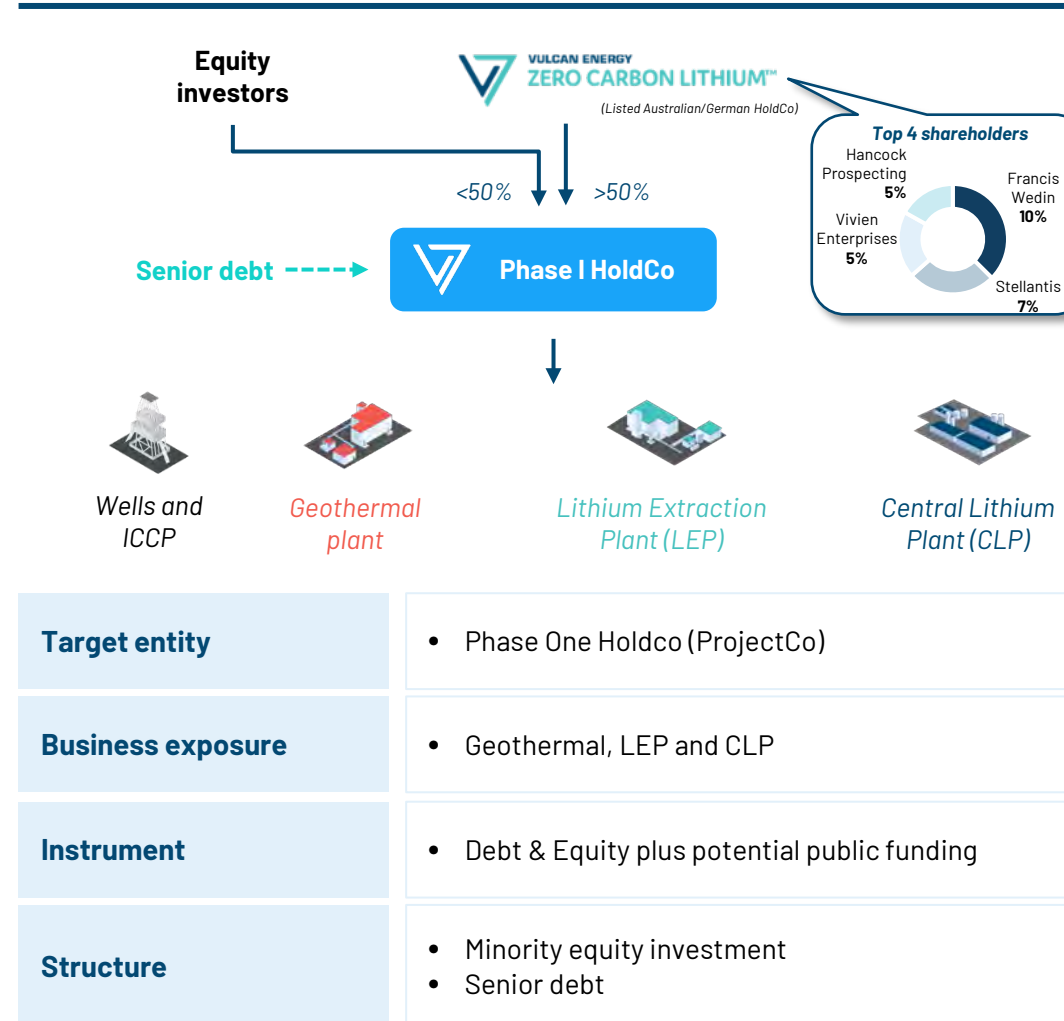 Equity
investors
VULCAN ENERGY
ZERO CARBON LITHIUM™
(Listed Australian/German HoldCo)
Top 4 shareholders
Hancock
Prospecting
5%
Francis
Wedin
10%
Vivien
Enterprises
5%
Stellantis
7%
<50%
>50%
Senior debt
Phase I HoldCo
Wells and
ICCP
Geothermal
plant
Lithium Extraction
Plant (LEP)
Central Lithium
Plant (CLP)
Target entity
• Phase One Holdco (ProjectCo)
Business exposure
• Geothermal, LEP and CLP
Instrument
• Debt & Equity plus potential public funding
Structure
• Minority equity investment
• Senior debt